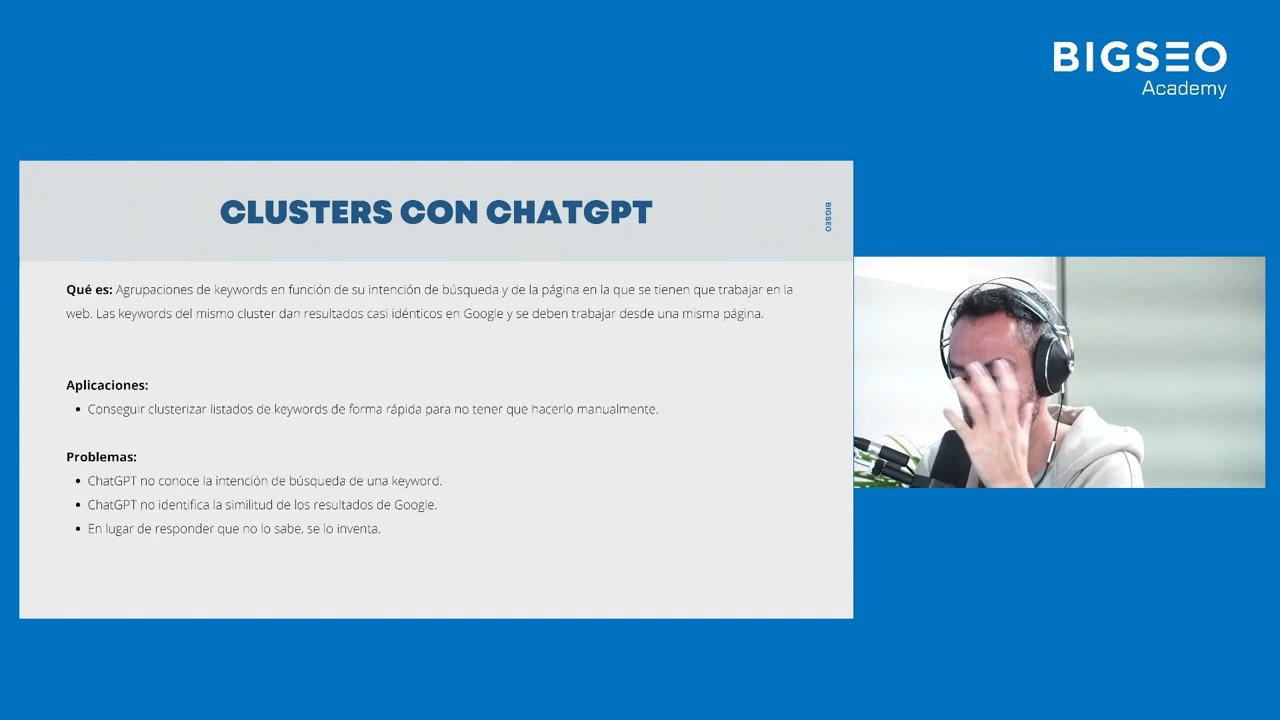 BIGSEO
Academy
CLUSTERS CON CHATGPT
BIGSEO
Qué es: Agrupaciones de keywords en función de su intención de búsqueda y de la página en la que se tienen que trabajar en la
web. Las keywords del mismo cluster dan resultados casi idénticos en Google y se deben trabajar desde una misma página.
Aplicaciones:
• Conseguir clusterizar listados de keywords de forma rápida para no tener que hacerlo manualmente.
Problemas:
• ChatGPT no conoce la intención de búsqueda de una keyword.
• ChatGPT no identifica la similitud de los resultados de Google.
• En lugar de responder que no lo sabe, se lo inventa.